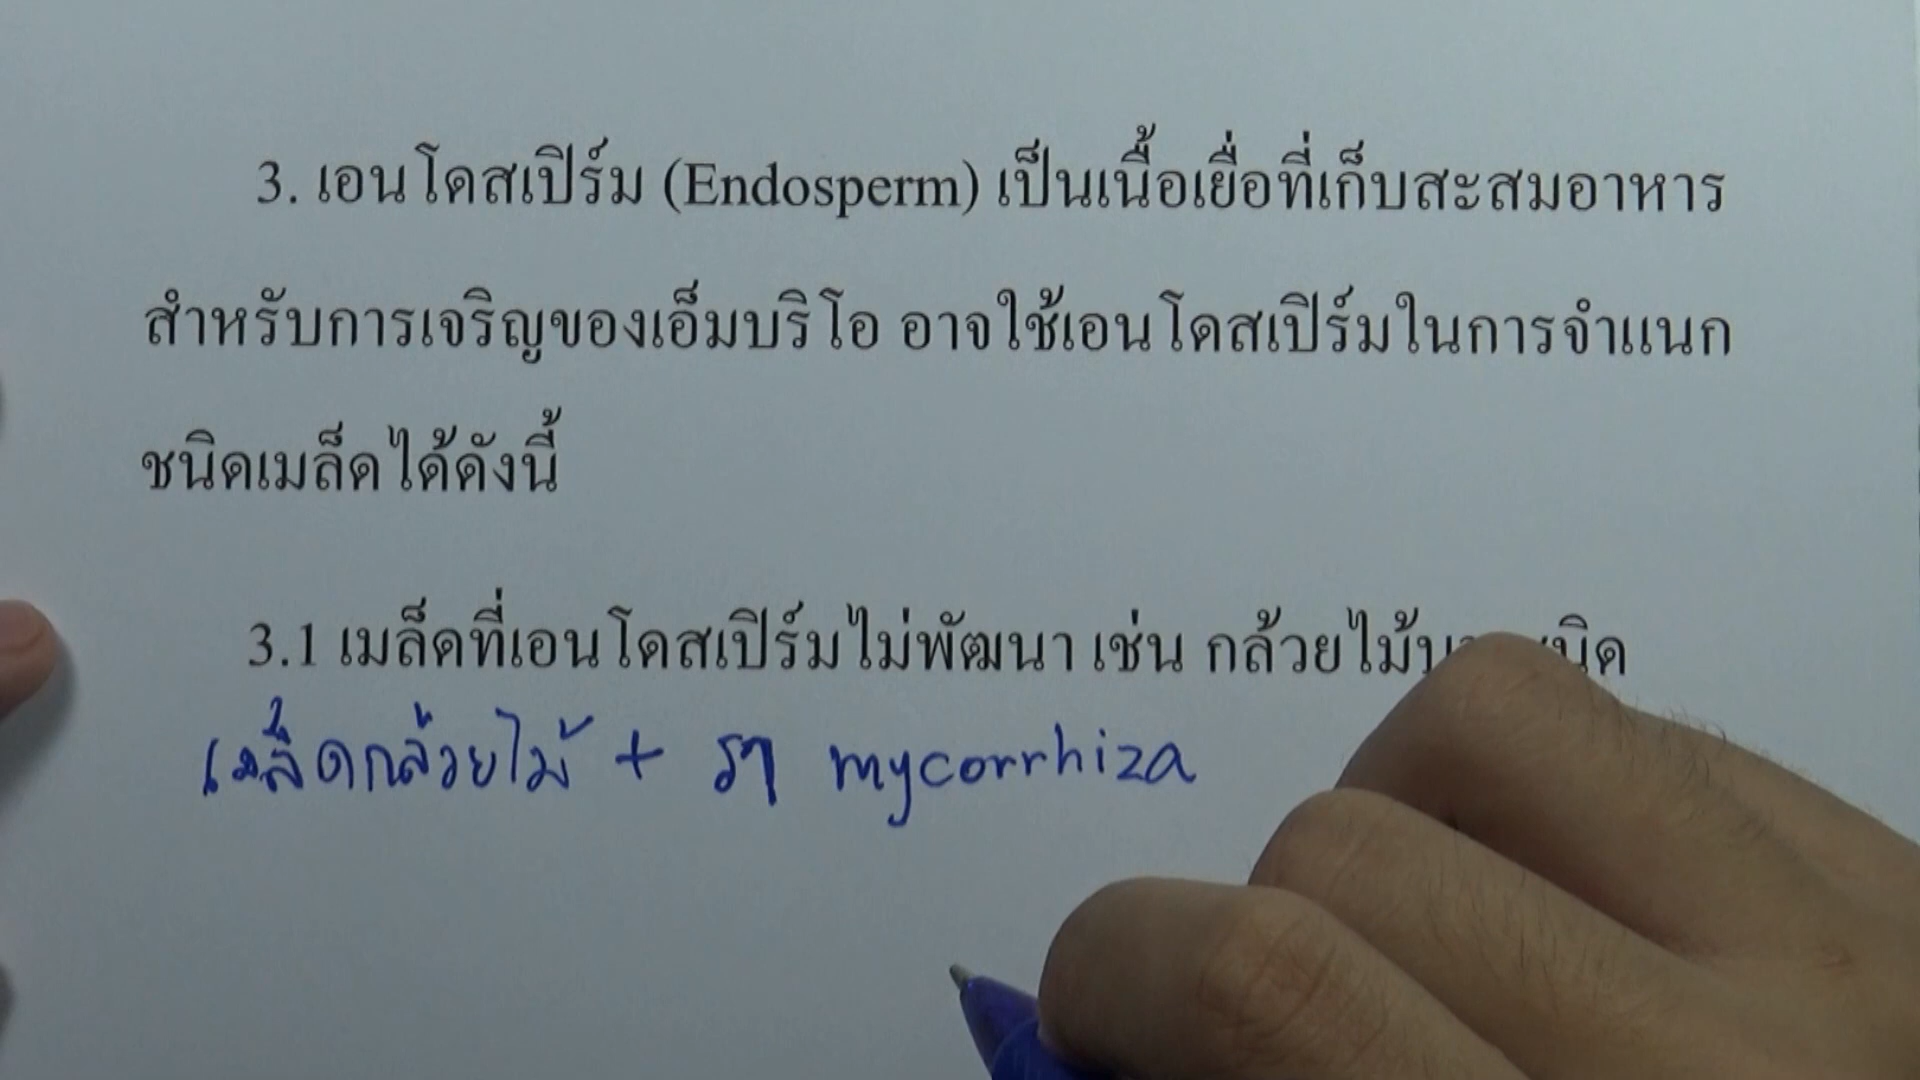 3. เอนโดสเปิร์ม (Endosperm) เป็นเนื้อเยื่อที่เก็บสะสมอาหาร
สำหรับการเจริญของเอ็มบริโอ อาจใช้เอนโดสเปิร์มในการจำแนก
ชนิดเมล็ดได้ดังนี้
3.1 เมล็ดที่เอนโดสเปิร์มไม่พัฒนา เช่น กล้วยไม้บางชนิด
เมล็ดกล้วยไม้ + รา mycorrhiza